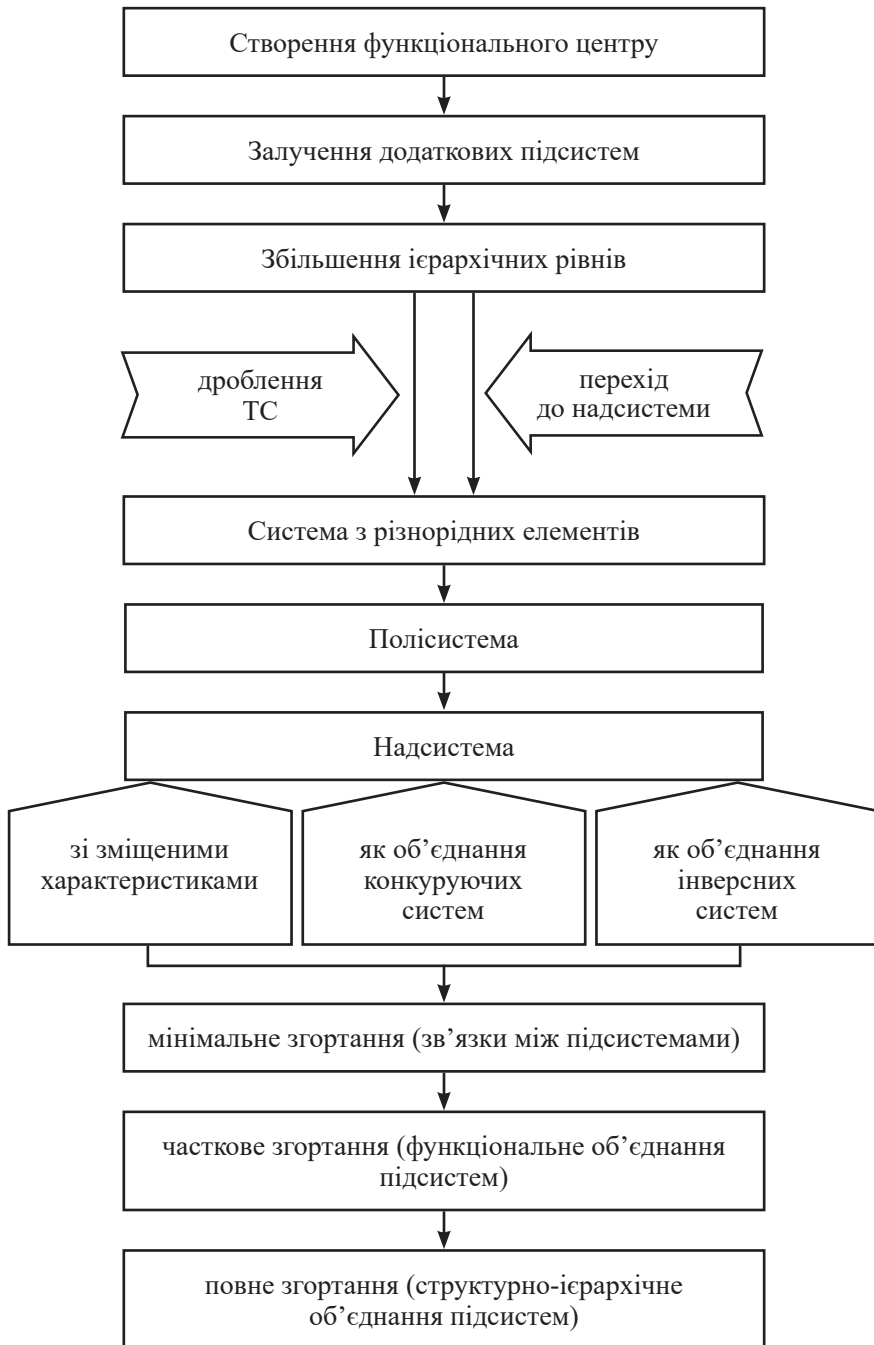 Створення функціонального центру
Залучення додаткових підсистем
Збільшення ієрархічних рівнів
дроблення
ТС
перехід
до надсистеми
Система з різнорідних елементів
Полісистема
Надсистема
зі зміщеними
характеристиками
як об’єднання
конкуруючих
систем
як об’єднання
інверсних
систем
мінімальне згортання (зв’язки між підсистемами)
часткове згортання (функціональне об’єднання
підсистем)
повне згортання (структурно-ієрархічне
об’єднання підсистем)